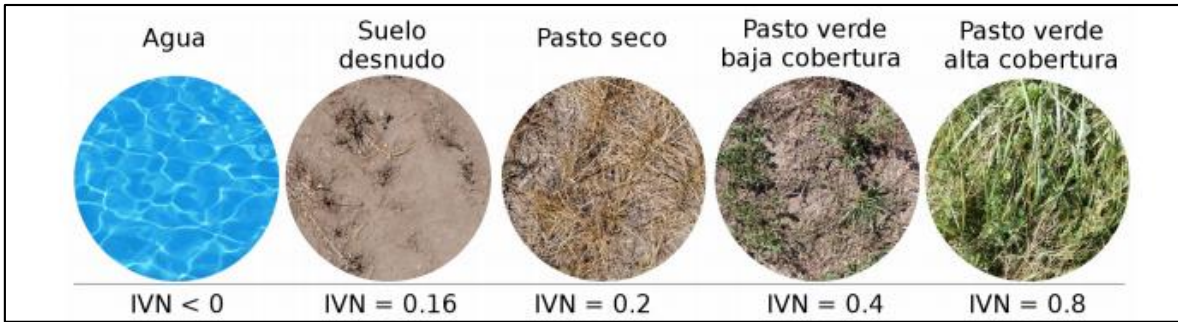 Agua
Suelo
desnudo
Pasto seco
Pasto verde
baja cobertura
Pasto verde
alta cobertura
IVN < 0
IVN = 0.16
IVN = 0.2
IVN = 0.4
IVN = 0.8